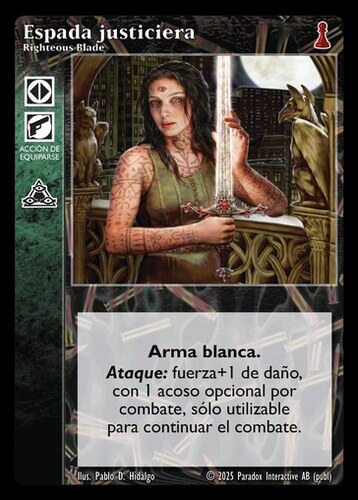 Espada justiciera
Righteous Blade
ACCIÓN DE
EQUIPARSE
Arma blanca.
Ataque: fuerza+1 de daño,
con 1 acoso opcional por
combate, sólo utilizable
para continuar el combate.
Ilus. Pablo D. Hidalgo © 2025 Paradox Interactive AB (publ)